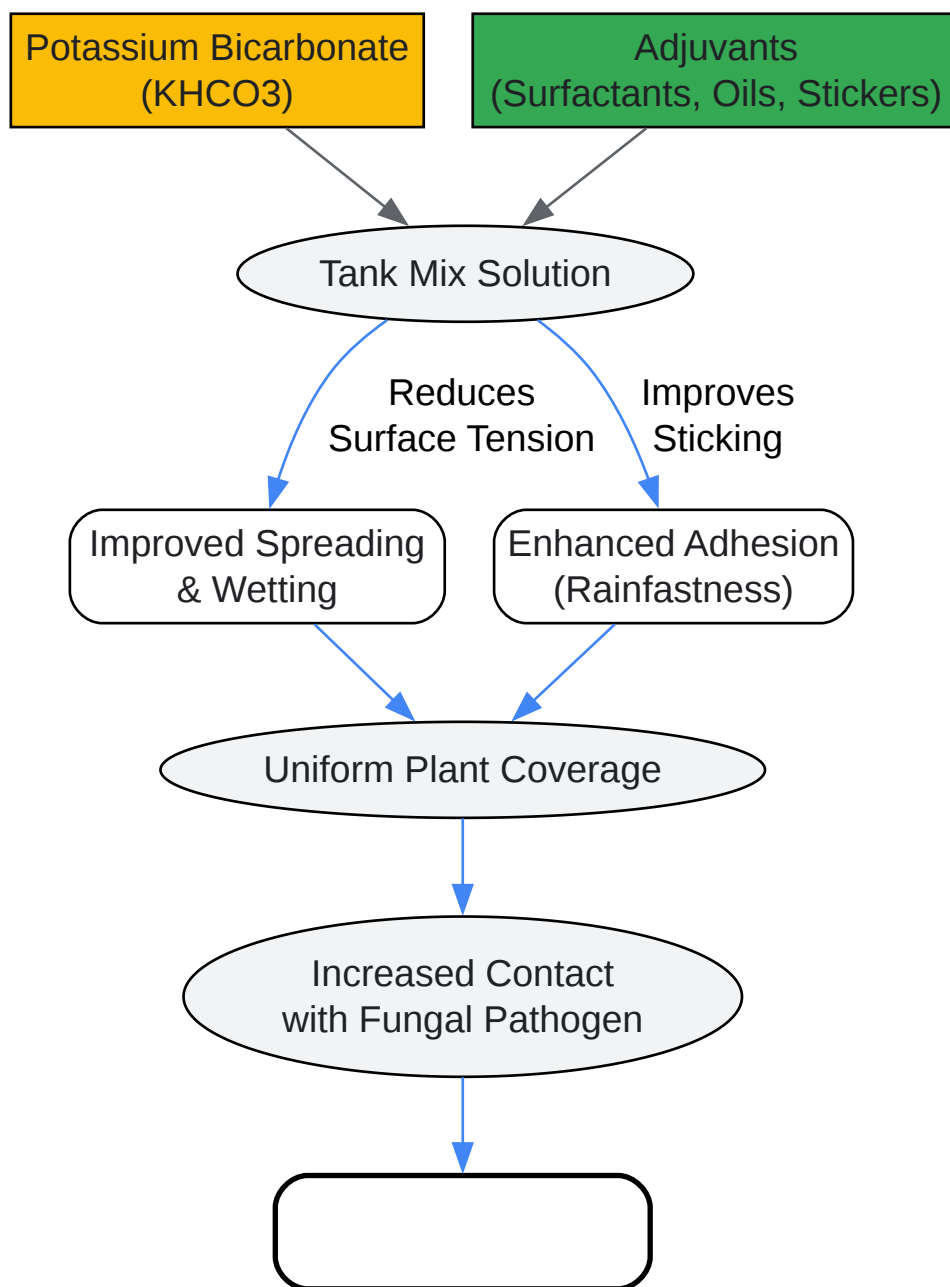 Potassium Bicarbonate
(KHCO3)
Adjuvants
(Surfactants, Oils, Stickers)
Tank Mix Solution
Reduces
Surface Tension
Improves
Sticking
Improved Spreading
& Wetting
Enhanced Adhesion
(Rainfastness)
Uniform Plant Coverage
Increased Contact
with Fungal Pathogen